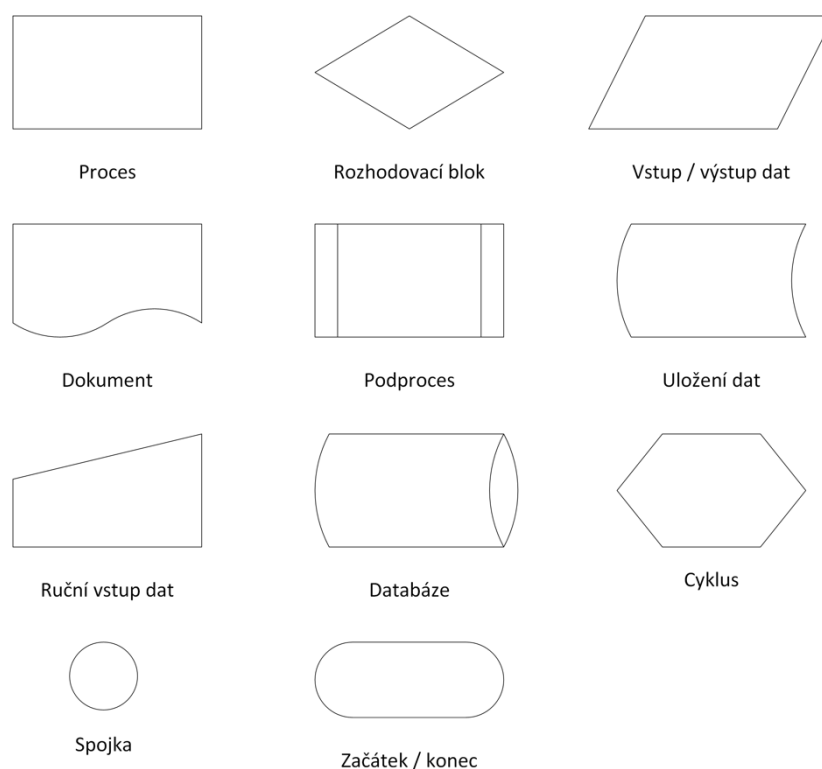 Proces
Rozhodovací blok
Vstup / výstup dat
Dokument
Podproces
Uložení dat
Ruční vstup dat
Databáze
Cyklus
Spojka
Začátek / konec